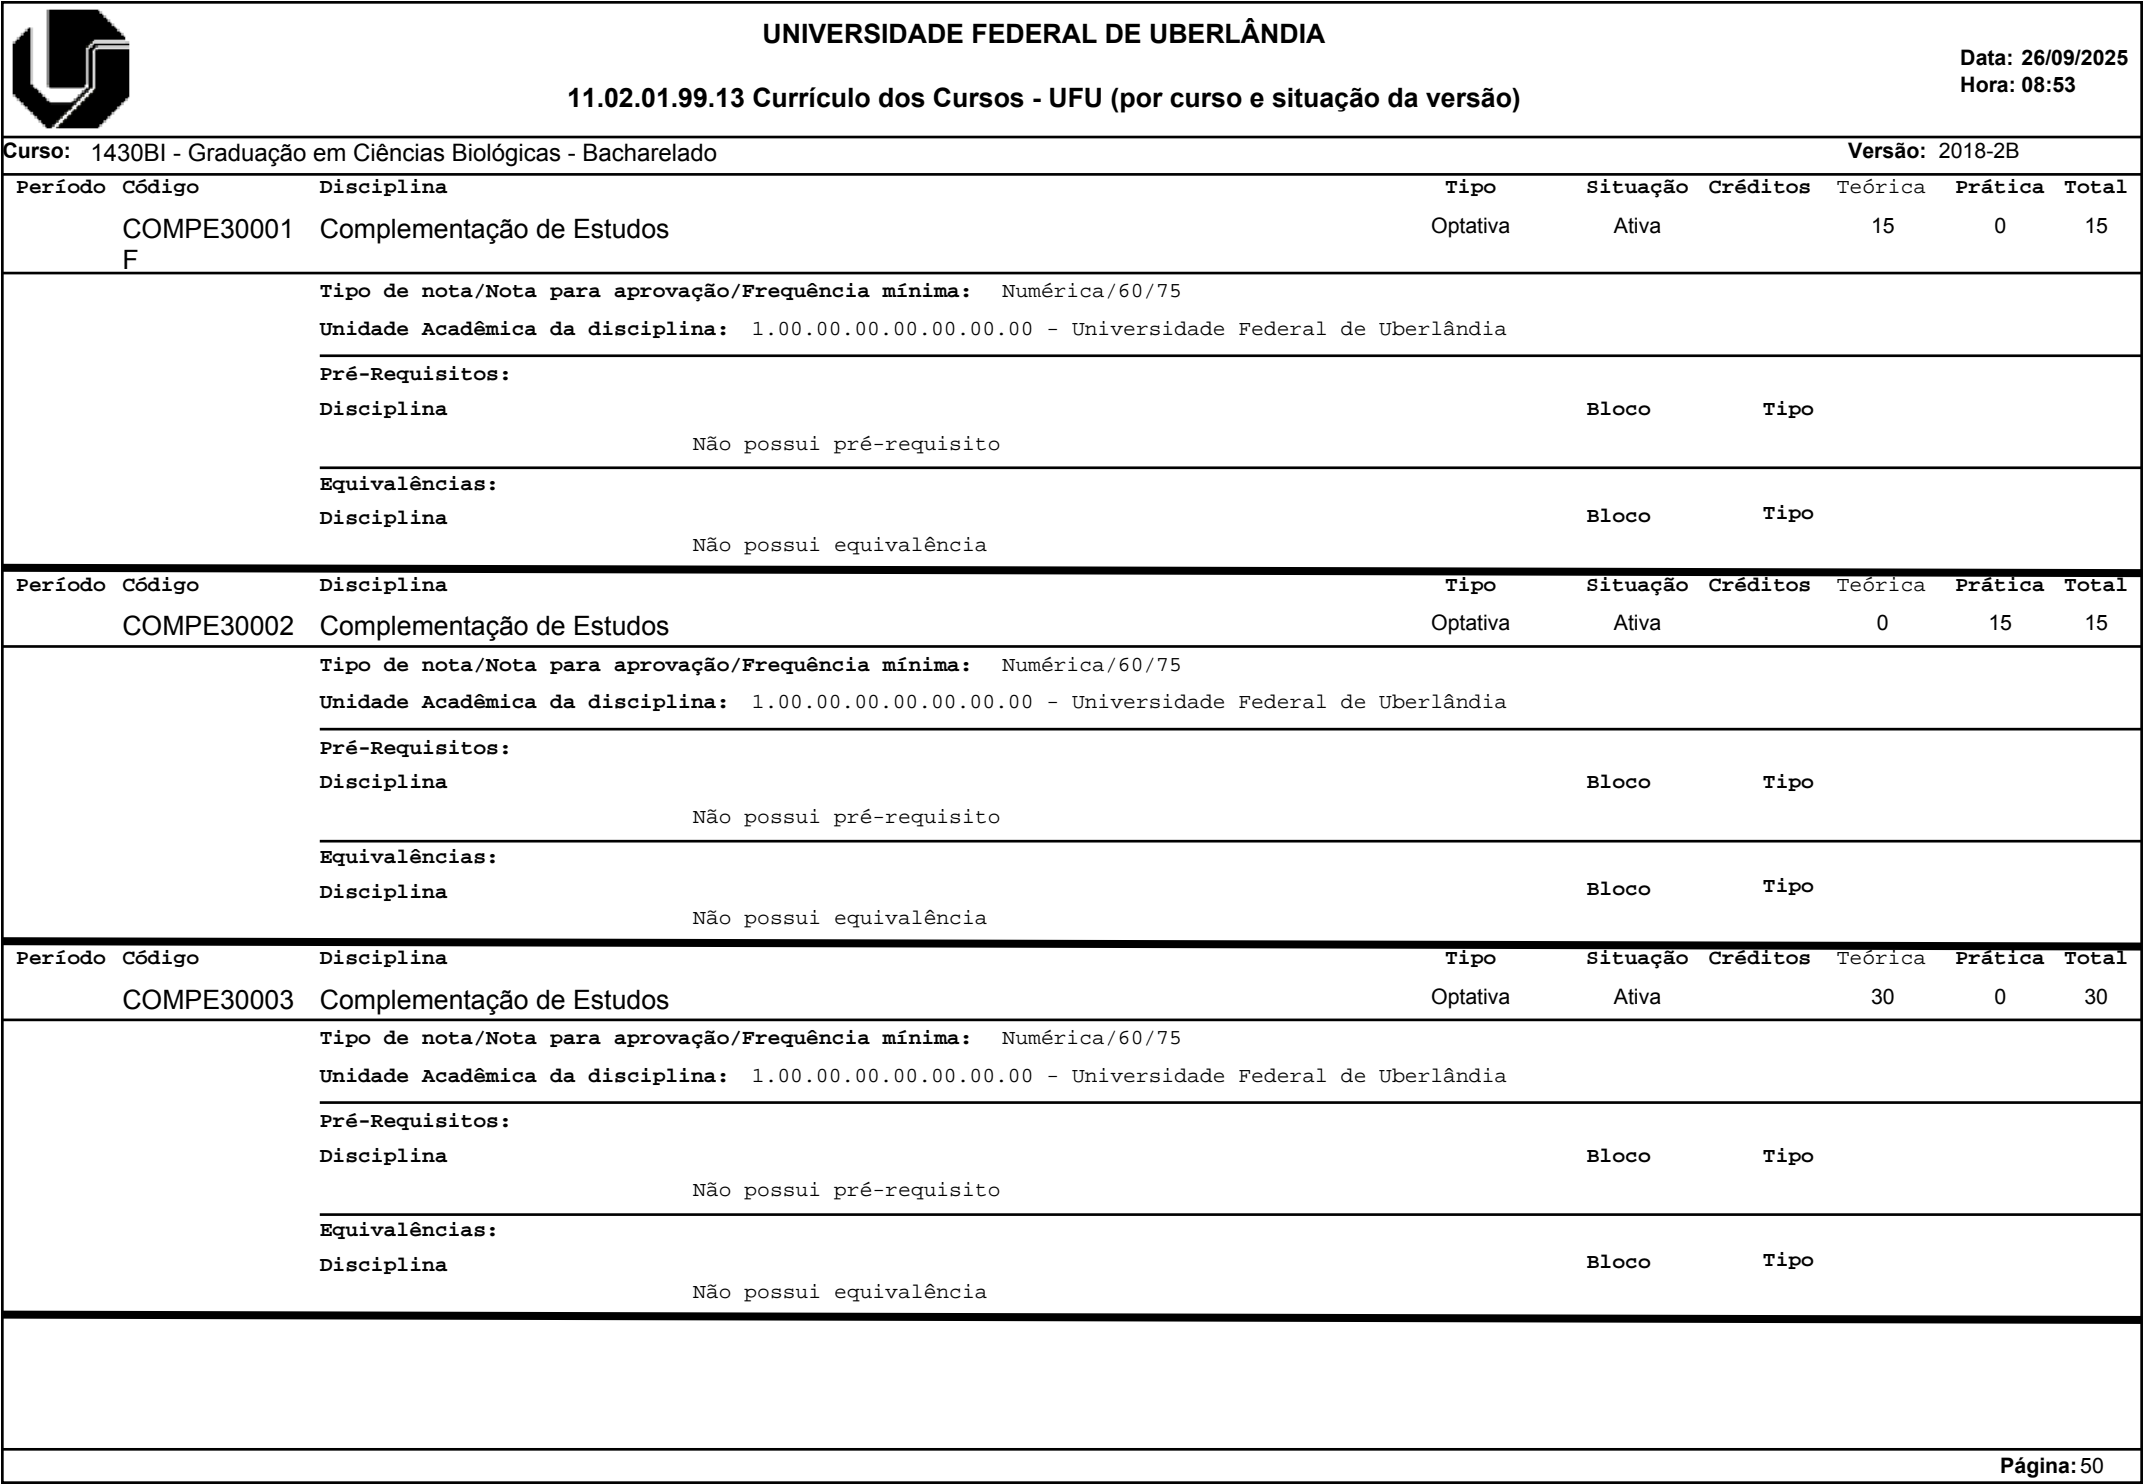 UNIVERSIDADE FEDERAL DE UBERLÂNDIA
Data: 26/09/2025
Hora: 08:53
11.02.01.99.13 Currículo dos Cursos - UFU (por curso e situação da versão)
Curso: 1430BI - Graduação em Ciências Biológicas - Bacharelado Versão: 2018-2B
Período Código Disciplina Tipo Situação Créditos Teórica Prática Total
COMPE30001 Complementação de Estudos Optativa Ativa 15 0 15
F
Tipo de nota/Nota para aprovação/Frequência mínima: Numérica/60/75
Unidade Acadêmica da disciplina: 1.00.00.00.00.00.00.00 - Universidade Federal de Uberlândia
Pré-Requisitos:
Disciplina Bloco Tipo
Não possui pré-requisito
Equivalências:
Disciplina Bloco Tipo
Não possui equivalência
Período Código Disciplina Tipo Situação Créditos Teórica Prática Total
COMPE30002 Complementação de Estudos Optativa Ativa 0 15 15
Tipo de nota/Nota para aprovação/Frequência mínima: Numérica/60/75
Unidade Acadêmica da disciplina: 1.00.00.00.00.00.00.00 - Universidade Federal de Uberlândia
Pré-Requisitos:
Disciplina Bloco Tipo
Não possui pré-requisito
Equivalências:
Disciplina Bloco Tipo
Não possui equivalência
Período Código Disciplina Tipo Situação Créditos Teórica Prática Total
COMPE30003 Complementação de Estudos Optativa Ativa 30 0 30
Tipo de nota/Nota para aprovação/Frequência mínima: Numérica/60/75
Unidade Acadêmica da disciplina: 1.00.00.00.00.00.00.00 - Universidade Federal de Uberlândia
Pré-Requisitos:
Disciplina Bloco Tipo
Não possui pré-requisito
Equivalências:
Disciplina Bloco Tipo
Não possui equivalência
Página: 50